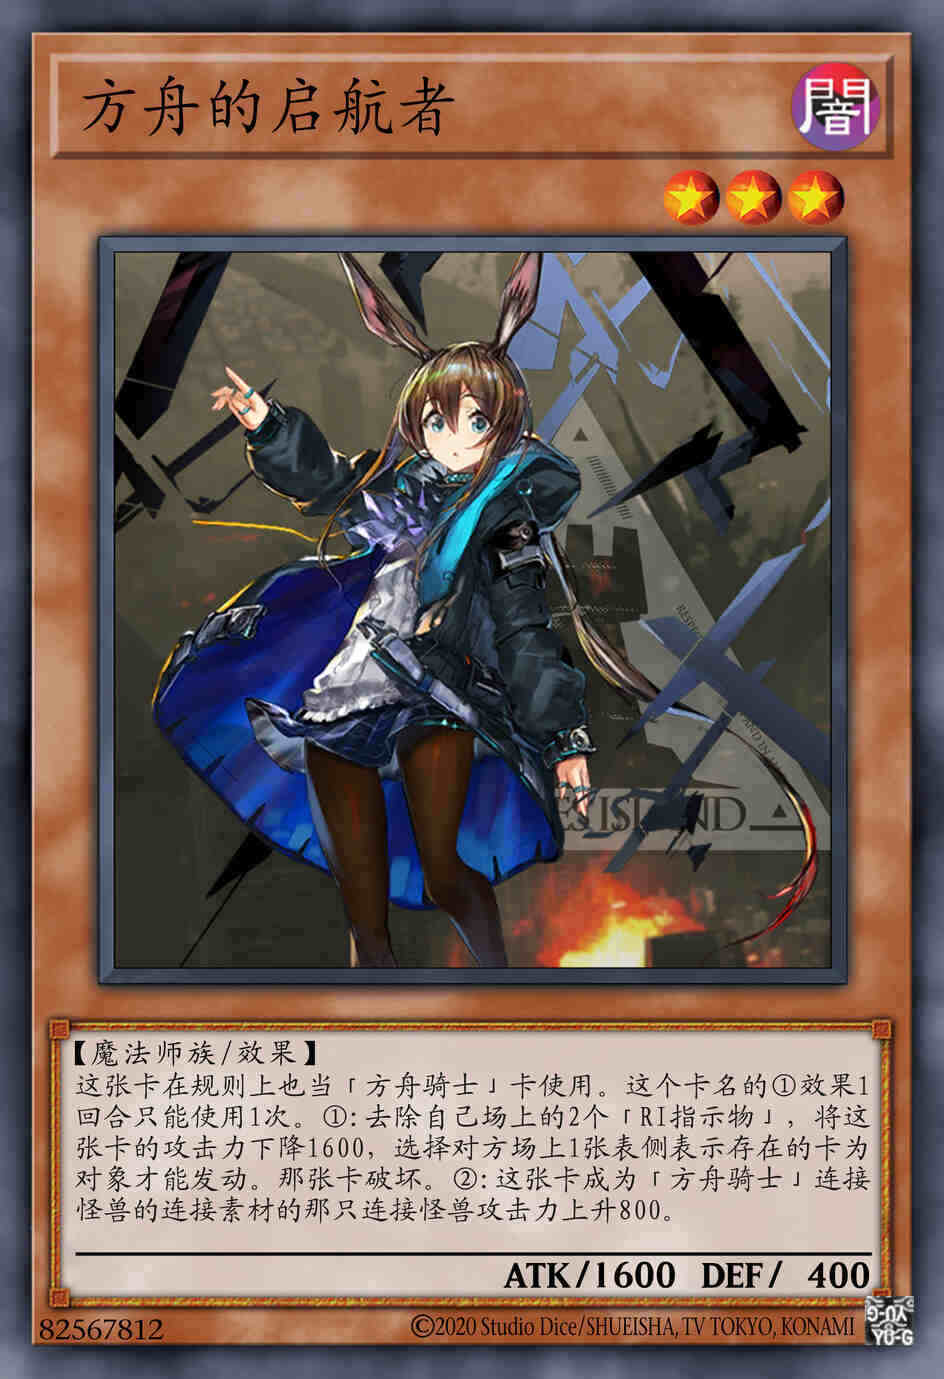 方舟的启航者
闇
【魔法师族/效果】
这张卡在规则上也当「方舟骑士」卡使用。这个卡名的①效果1
回合只能使用1次。①:去除自己场上的2个「RI指示物」，将这
张卡的攻击力下降1600，选择对方场上1张表侧表示存在的卡为
对象才能发动。那张卡破坏。②:这张卡成为「方舟骑士」连接
怪兽的连接素材的那只连接怪兽攻击力上升800。
ATK/1600 DEF/ 400
82567812
©2020 Studio Dice/SHUEISHA, TV TOKYO, KONAMI